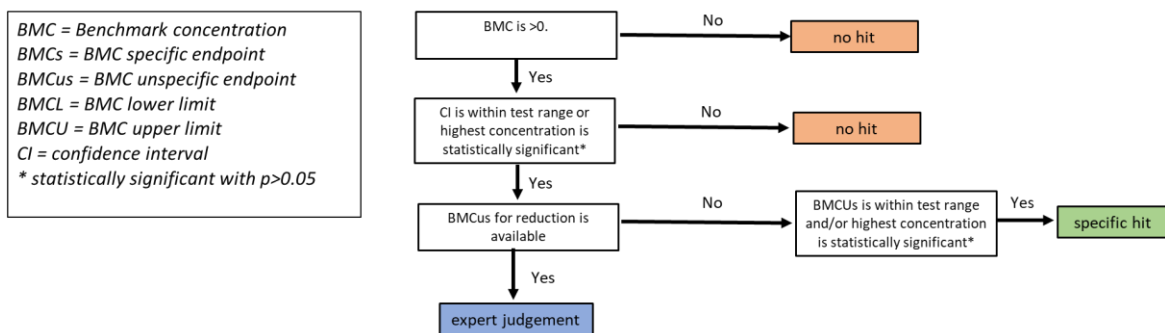 BMC = Benchmark concentration
BMCs = BMC specific endpoint
BMCus = BMC unspecific endpoint
BMCL = BMC lower limit
BMCU = BMC upper limit
CI = confidence interval
* statistically significant with p>0.05
BMC is >0.
No
no hit
Yes
CI is within test range or
highest concentration is
statistically significant*
No
no hit
Yes
BMCus for reduction is
available
No
BMCUs is within test range
and/or highest concentration
is statistically significant*
Yes
specific hit
Yes
expert judgement